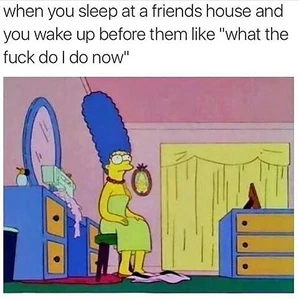 when you sleep at a friends house and
you wake up before them like "what the
fuck do I do now"